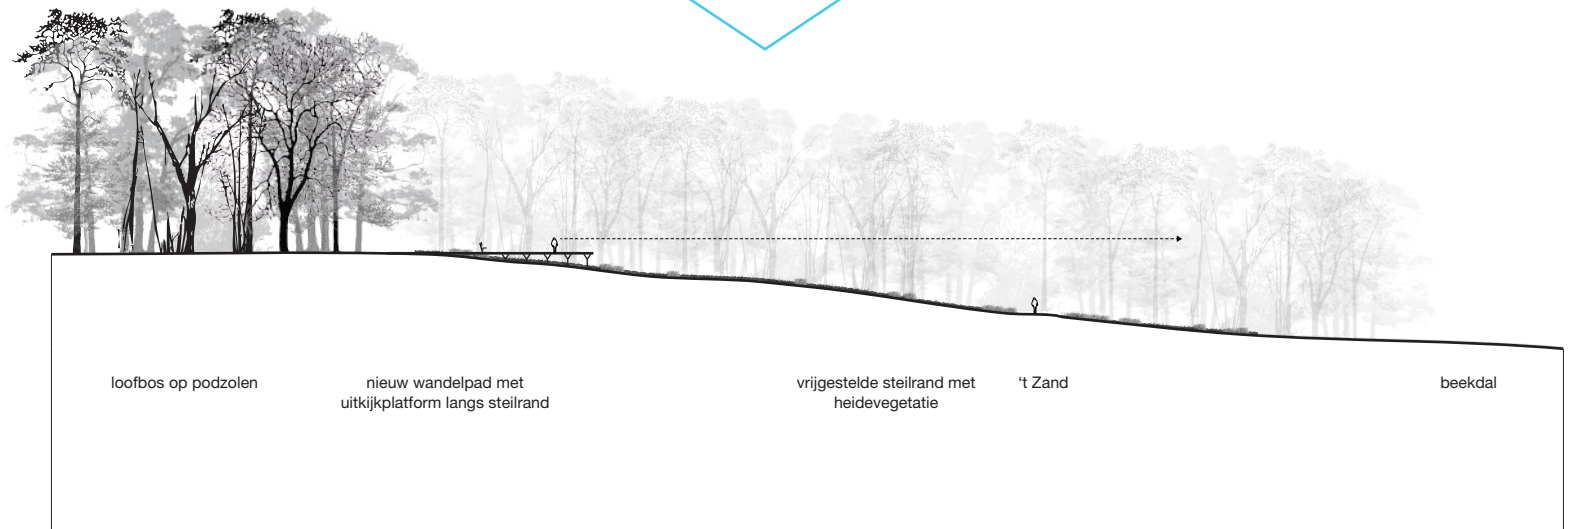 loofbos op podzolen
nieuw wandelpad met
uitkijkplatform langs steilrand
vrijgestelde steilrand met
heidevegetatie
‘t Zand
beekdal